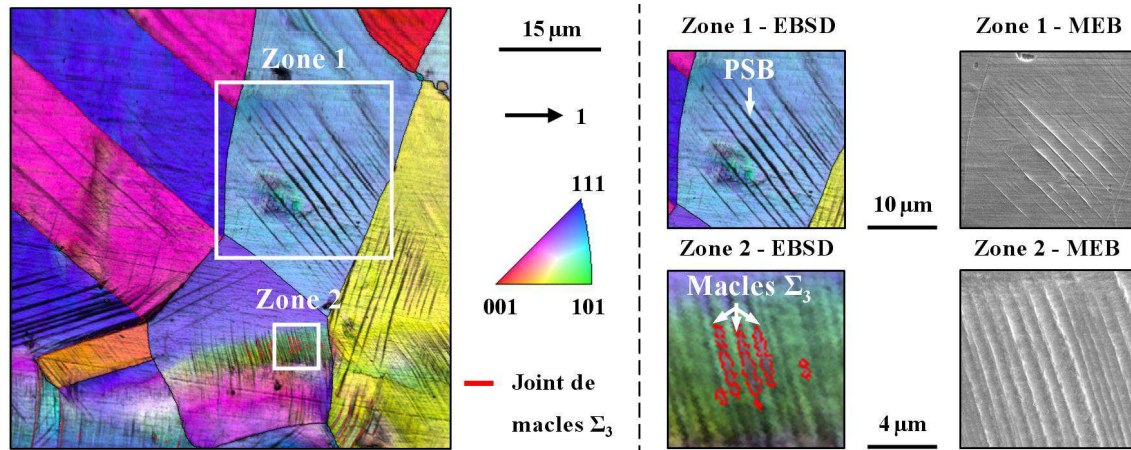 Zone 1
Zone 2
15 µm
1
111
001
101
Joint de
macles Σ₃
Zone 1 - EBSD
Zone 1 - MEB
PSB
10 µm
Zone 2 - EBSD
Zone 2 - MEB
Macles Σ₃
4 µm